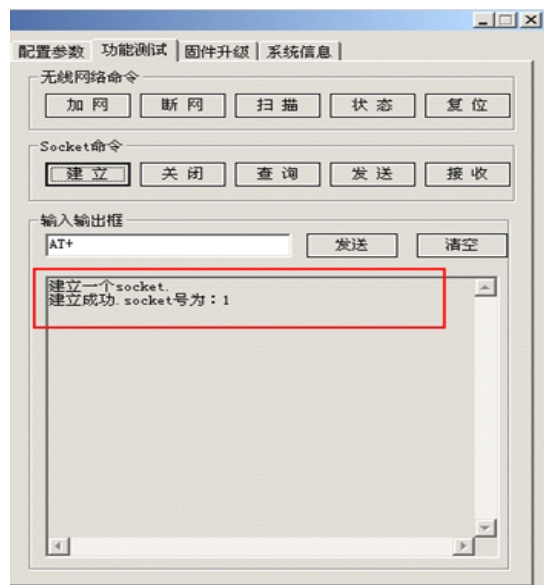 配置参数 功能测试 固件升级 系统信息
无线网络命令
加网 断网 扫描 状态 复位
Socket命令
建立 关闭 查询 发送 接收
输入输出框
AT+ 发送 清空
建立一个socket.
建立成功.socket号为：1